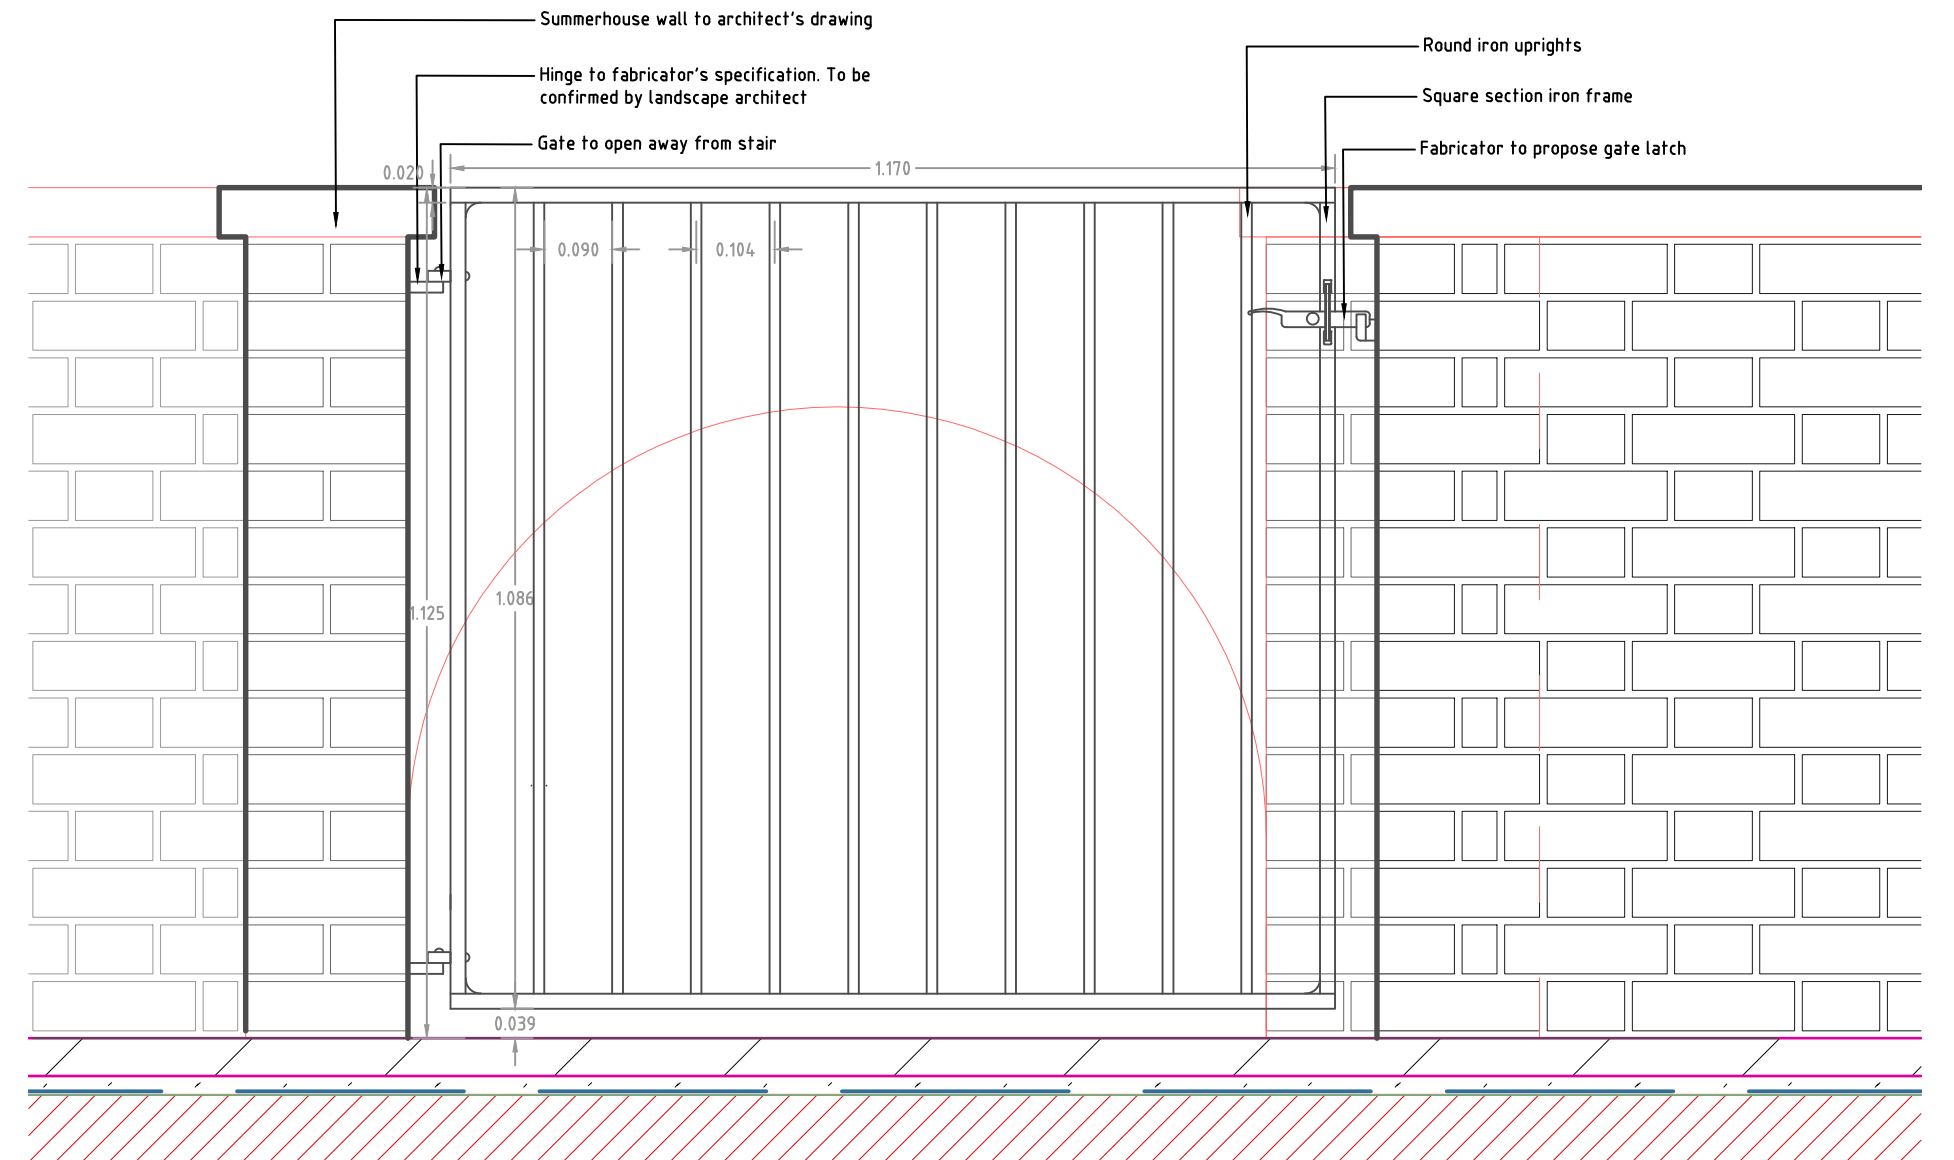 Summerhouse wall to architect's drawing
Hinge to fabricator's specification. To be
confirmed by landscape architect
Gate to open away from stair
Round iron uprights
Square section iron frame
Fabricator to propose gate latch
0.020
1.170
0.090
0.104
1.125
1.086
0.039